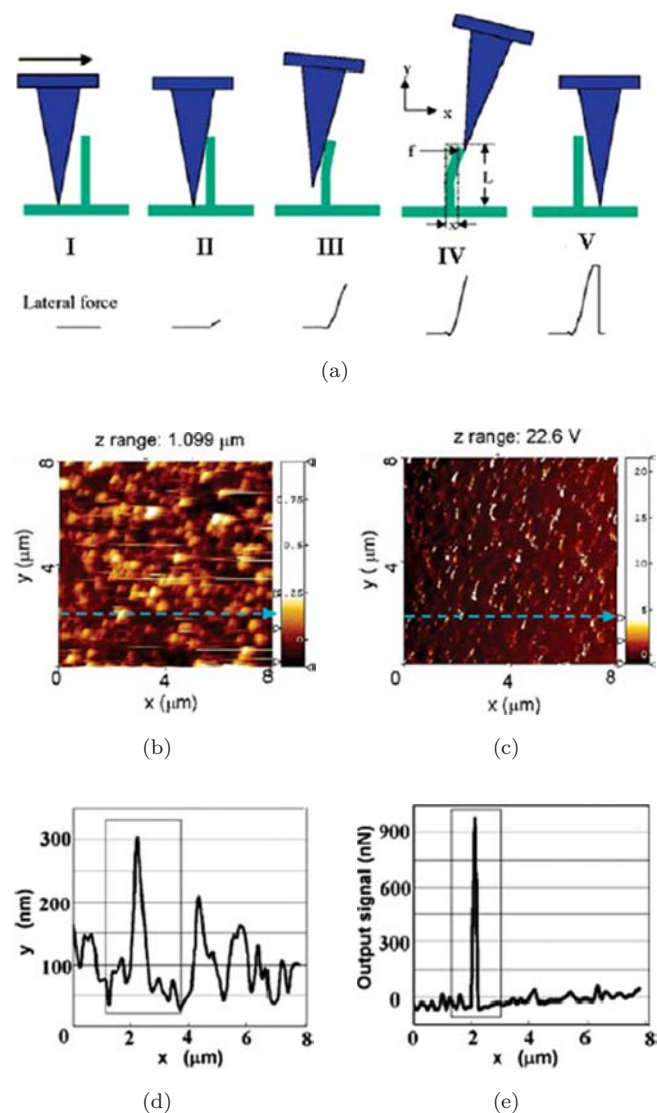 y
x
f
L
x
I
II
III
IV
V
Lateral force
(a)
z range: 1.099 μm
z range: 22.6 V
8
0.75
0.5
0.25
0
y (μm)
4
0
0
4
8
x (μm)
8
20
15
10
5
0
y ( μm)
4
0
0
4
8
x (μm)
(b)
(c)
300
200
100
0
y (nm)
0
2
4
6
8
x (μm)
900
600
300
0
Output signal (nN)
0
2
4
6
8
x (μm)
(d)
(e)